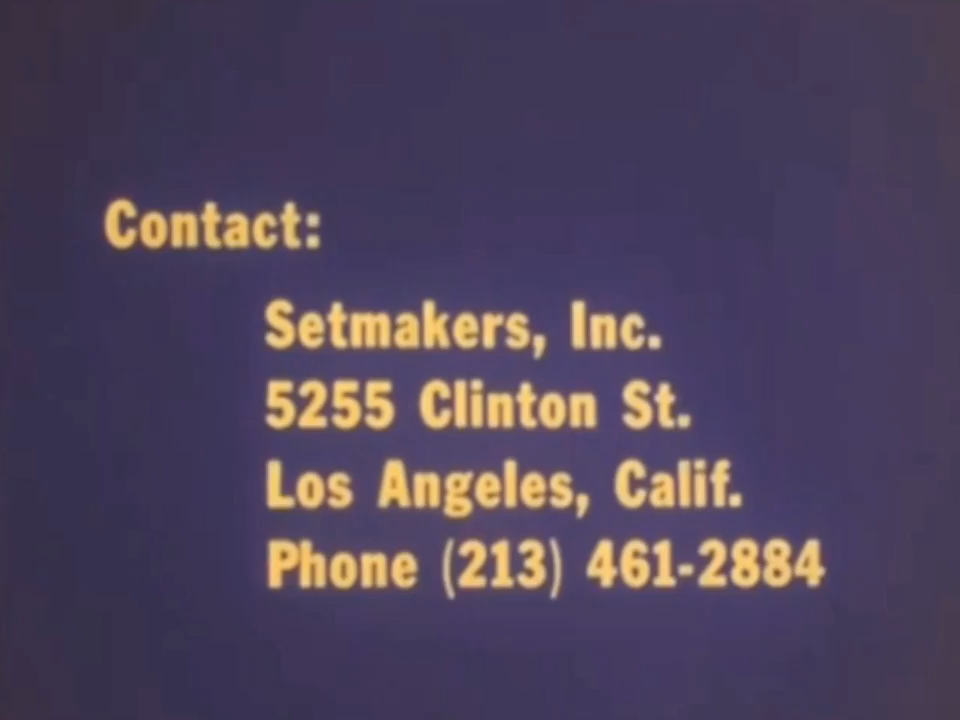 Contact:
Setmakers, Inc.
5255 Clinton St.
Los Angeles, Calif.
Phone (213) 461-2884